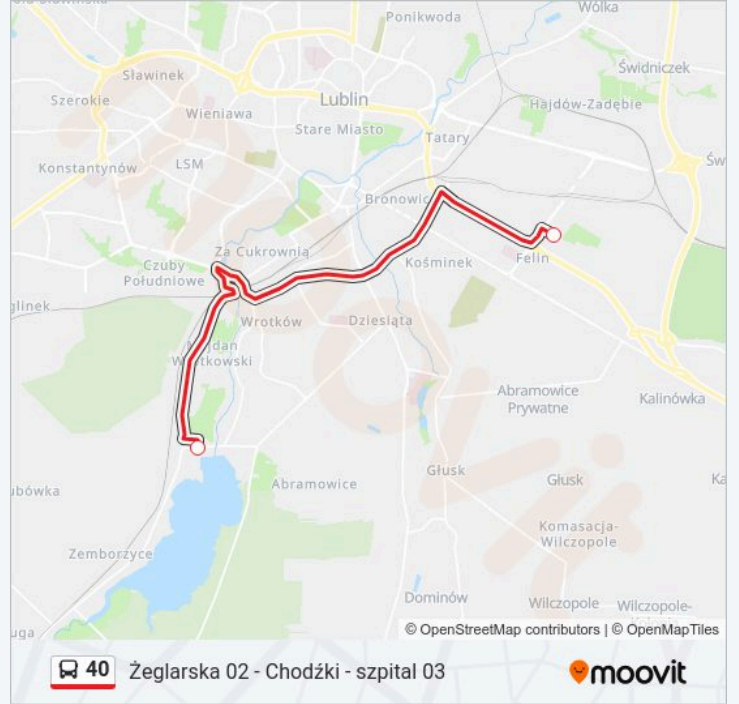 Ponikwoda
Wólka
Sławinek
Świdniczek
Szerokie
Lublin
Hajdów-Zadębie
Wieniawa
Stare Miasto
Tatary
Konstantynów
LSM
Bronowice
Za Cukrownią
Czuby
Południowe
Kośminek
Felin
Wrotków
Dziesiąta
Majdan
Wrotkowski
Abramowice
Prywatne
Kalinówka
Głusk
Głusk
Abramowice
Komasacja-
Wilczopole
Zemborzyce
Dominów
Wilczopole
Wilczopole-
© OpenStreetMap contributors | © OpenMapTiles
40 Żeglarska 02 - Chodźki - szpital 03
moovit